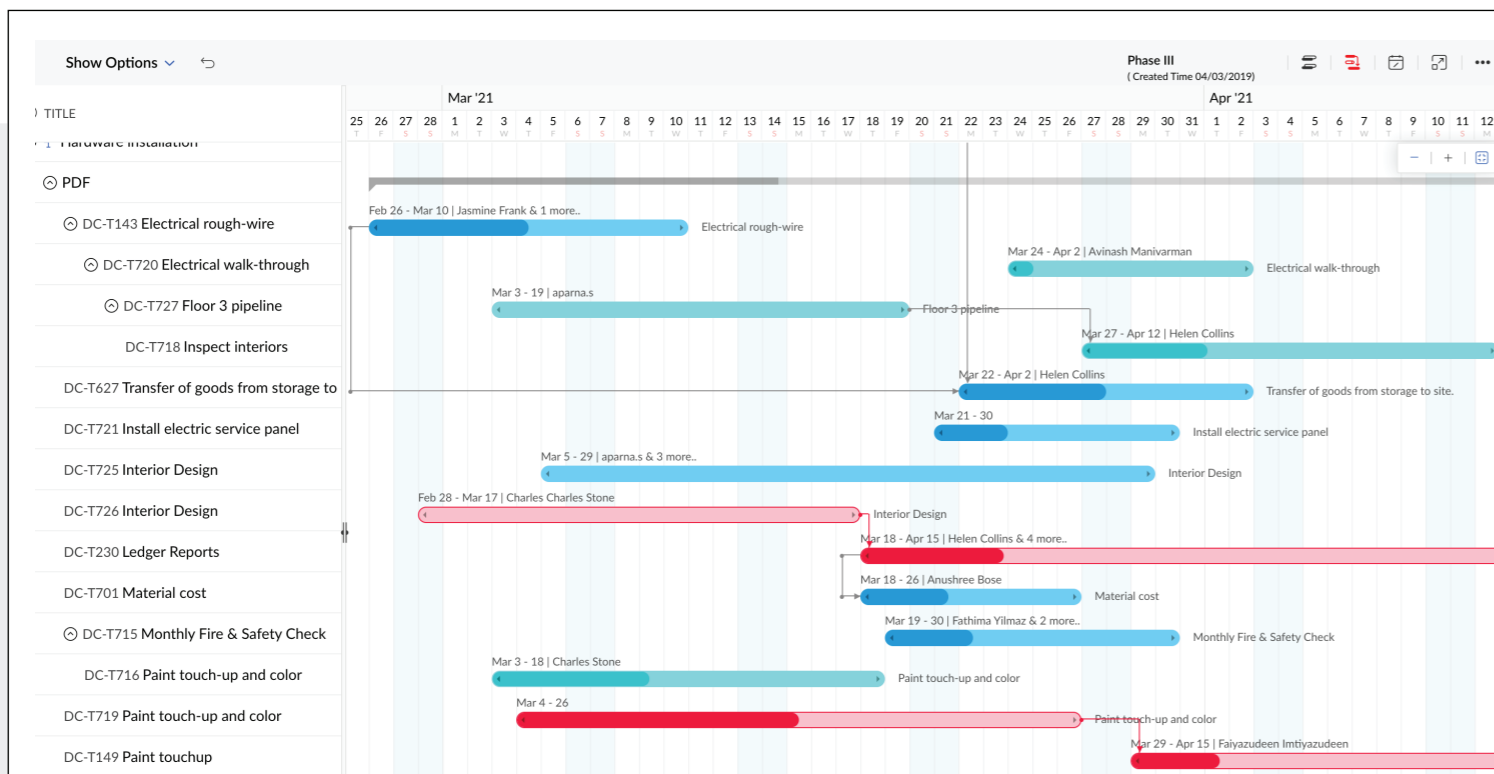 Show Options
Phase III
( Created Time 04/03/2019)
TITLE
Mar '21
Apr '21
25 26 27 28 1 2 3 4 5 6 7 8 9 10 11 12 13 14 15 16 17 18 19 20 21 22 23 24 25 26 27 28 29 30 31 1 2 3 4 5 6 7 8 9 10 11 12
T F S S M T W T F S S M T W T F S S M T W T F S S M T W T F S S M T W T F S S M T W T F S S M
1 Hardware Installation
PDF
Feb 26 - Mar 10 | Jasmine Frank & 1 more..
DC-T143 Electrical rough-wire
Electrical rough-wire
Mar 24 - Apr 2 | Avinash Manivarman
DC-T720 Electrical walk-through
Electrical walk-through
Mar 3 - 19 | aparna.s
DC-T727 Floor 3 pipeline
Floor 3 pipeline
Mar 27 - Apr 12 | Helen Collins
DC-T718 Inspect interiors
Mar 22 - Apr 2 | Helen Collins
DC-T627 Transfer of goods from storage to
Transfer of goods from storage to site.
Mar 21 - 30
DC-T721 Install electric service panel
Install electric service panel
Mar 5 - 29 | aparna.s & 3 more..
DC-T725 Interior Design
Interior Design
Feb 28 - Mar 17 | Charles Charles Stone
DC-T726 Interior Design
Interior Design
Mar 18 - Apr 15 | Helen Collins & 4 more..
DC-T230 Ledger Reports
Mar 18 - 26 | Anushree Bose
DC-T701 Material cost
Material cost
Mar 19 - 30 | Fathima Yilmaz & 2 more..
DC-T715 Monthly Fire & Safety Check
Monthly Fire & Safety Check
Mar 3 - 18 | Charles Stone
DC-T716 Paint touch-up and color
Paint touch-up and color
Mar 4 - 26
DC-T719 Paint touch-up and color
Paint touch-up and color
Mar 29 - Apr 15 | Faiyazudeen Imtiyazudeen
DC-T149 Paint touchup